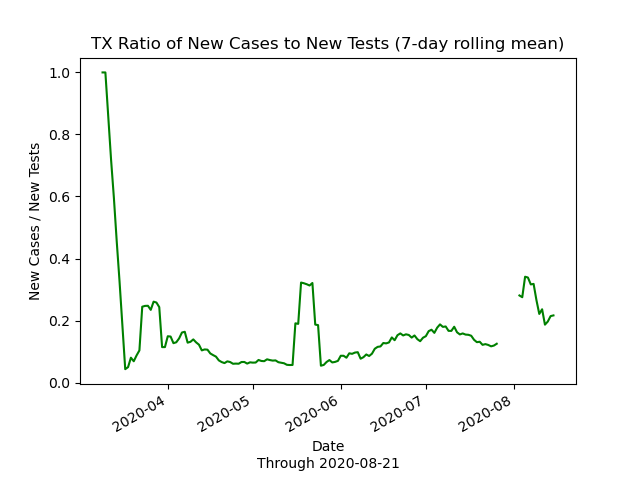 TX Ratio of New Cases to New Tests (7-day rolling mean)
New Cases / New Tests
1.0
0.8
0.6
0.4
0.2
0.0
2020-04
2020-05
2020-06
2020-07
2020-08
Date
Through 2020-08-21